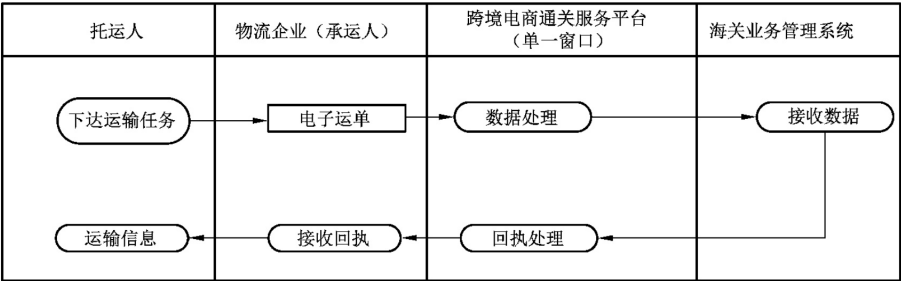 托运人
物流企业（承运人）
跨境电商通关服务平台
（单一窗口）
海关业务管理系统
下达运输任务
电子运单
数据处理
接收数据
运输信息
接收回执
回执处理